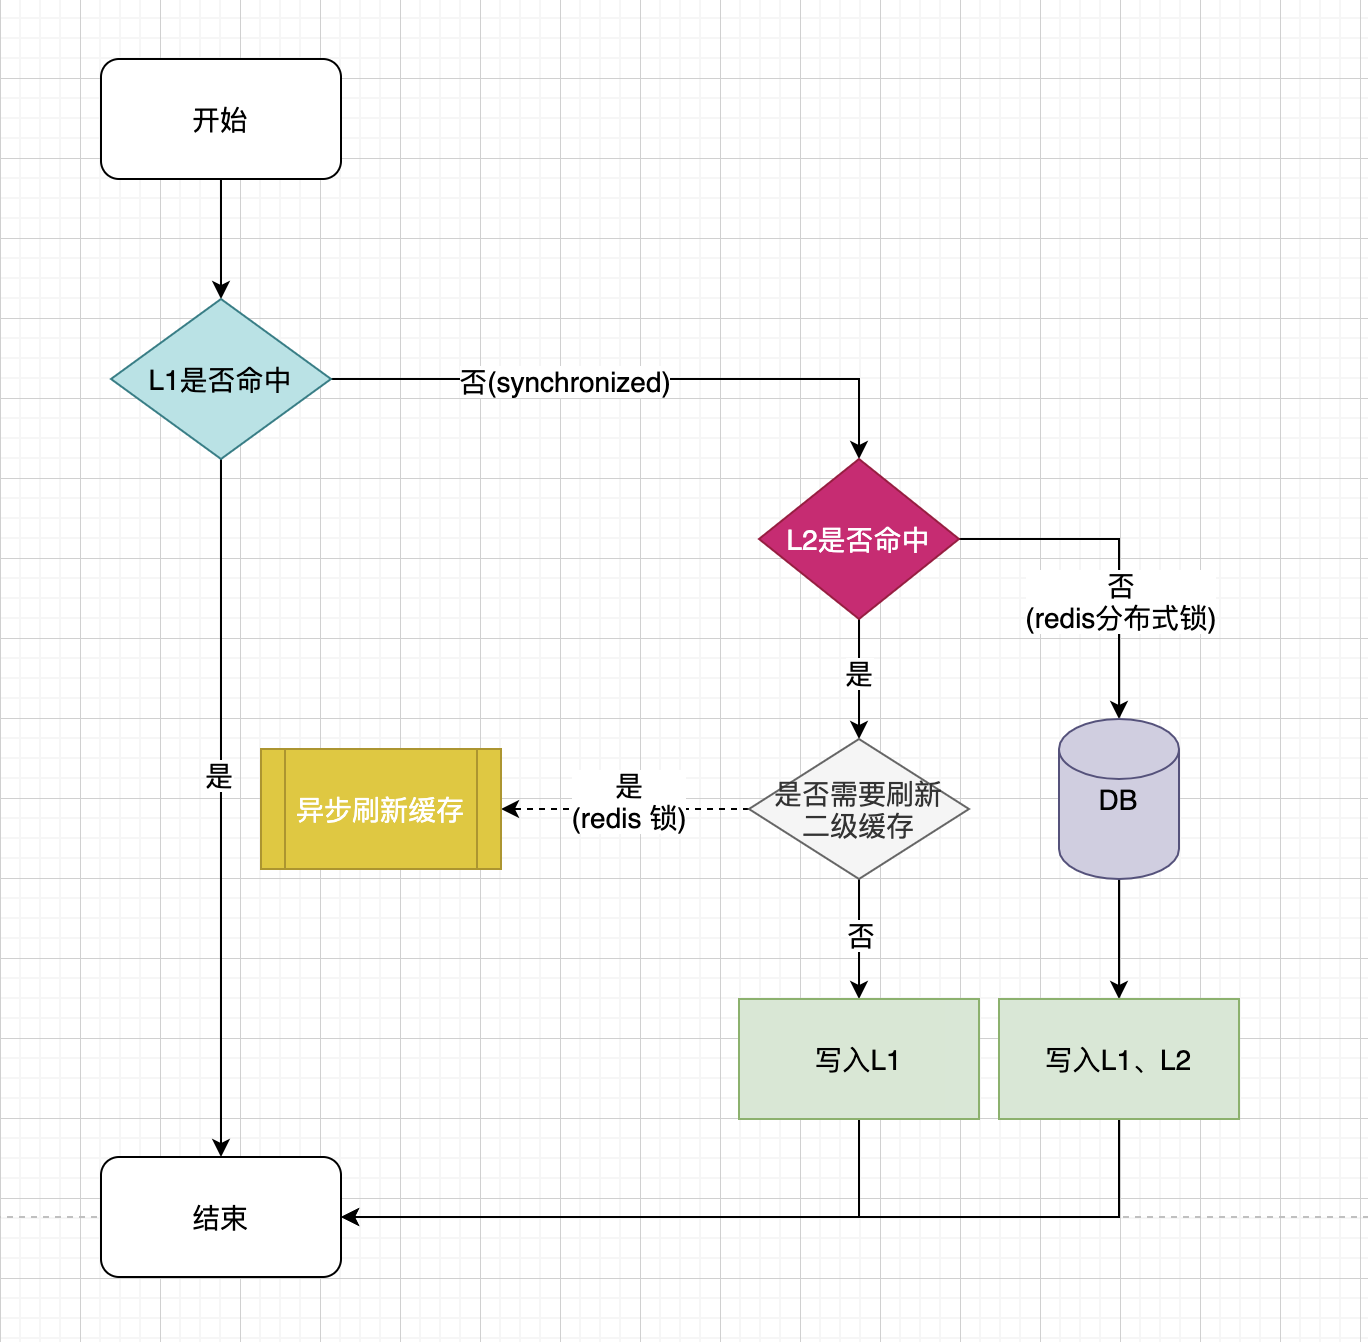 开始
L1是否命中
否(synchronized)
L2是否命中
否
(redis分布式锁)
是
是
异步刷新缓存
是
(redis 锁)
是否需要刷新
二级缓存
DB
否
写入L1
写入L1、L2
结束